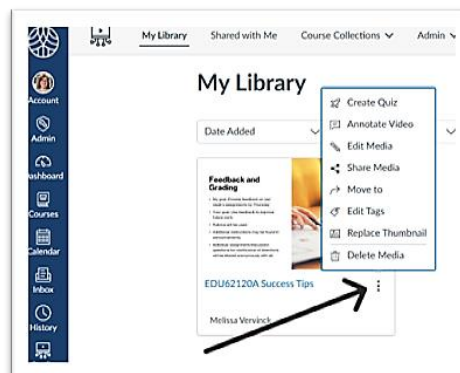 My Library
Shared with Me
Course Collections
Admin
Account
Admin
Dashboard
Courses
Calendar
Inbox
History
My Library
Date Added
Create Quiz
Annotate Video
Edit Media
Share Media
Move to
Edit Tags
Replace Thumbnail
Delete Media
Feedback and
Grading
EDU62120A Success Tips
Melissa Vervinck